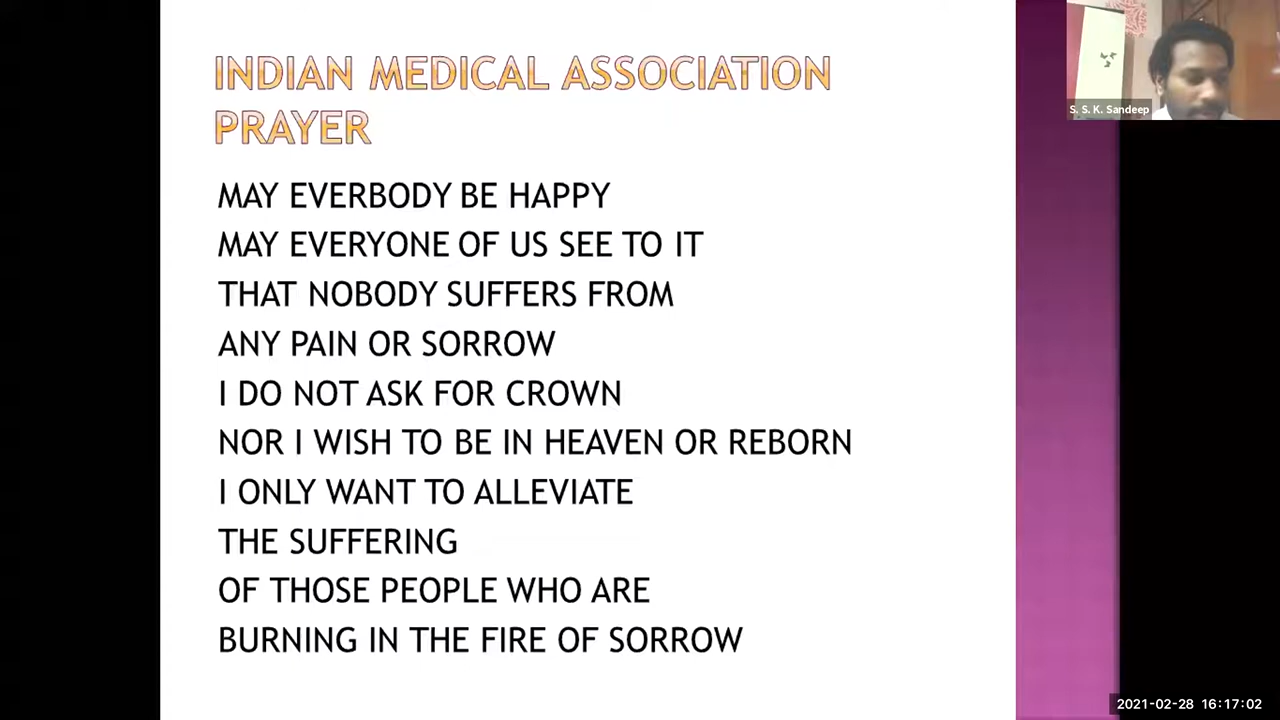 INDIAN MEDICAL ASSOCIATION
PRAYER
MAY EVERBODY BE HAPPY
MAY EVERYONE OF US SEE TO IT
THAT NOBODY SUFFERS FROM
ANY PAIN OR SORROW
I DO NOT ASK FOR CROWN
NOR I WISH TO BE IN HEAVEN OR REBORN
I ONLY WANT TO ALLEVIATE
THE SUFFERING
OF THOSE PEOPLE WHO ARE
BURNING IN THE FIRE OF SORROW
S. S. K. Sandeep
2021-02-28 16:17:02